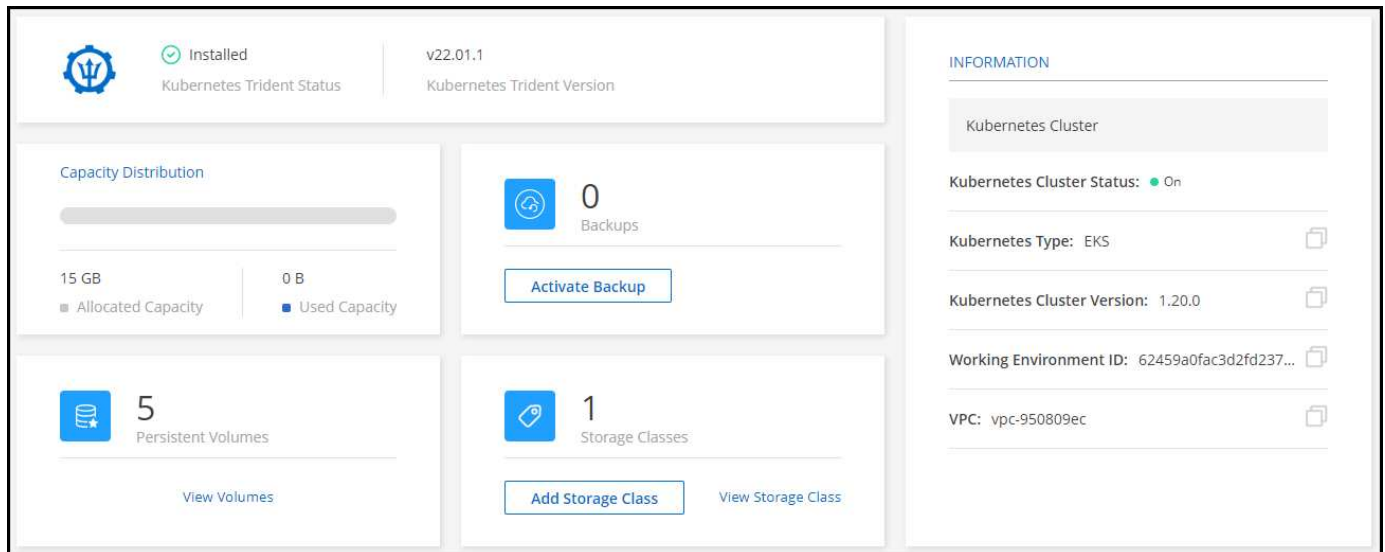 Installed
Kubernetes Trident Status
v22.01.1
Kubernetes Trident Version
Capacity Distribution
15 GB
Allocated Capacity
0 B
Used Capacity
0
Backups
Activate Backup
5
Persistent Volumes
View Volumes
1
Storage Classes
Add Storage Class
View Storage Class
INFORMATION
Kubernetes Cluster
Kubernetes Cluster Status: On
Kubernetes Type: EKS
Kubernetes Cluster Version: 1.20.0
Working Environment ID: 62459a0fac3d2fd237...
VPC: vpc-950809ec